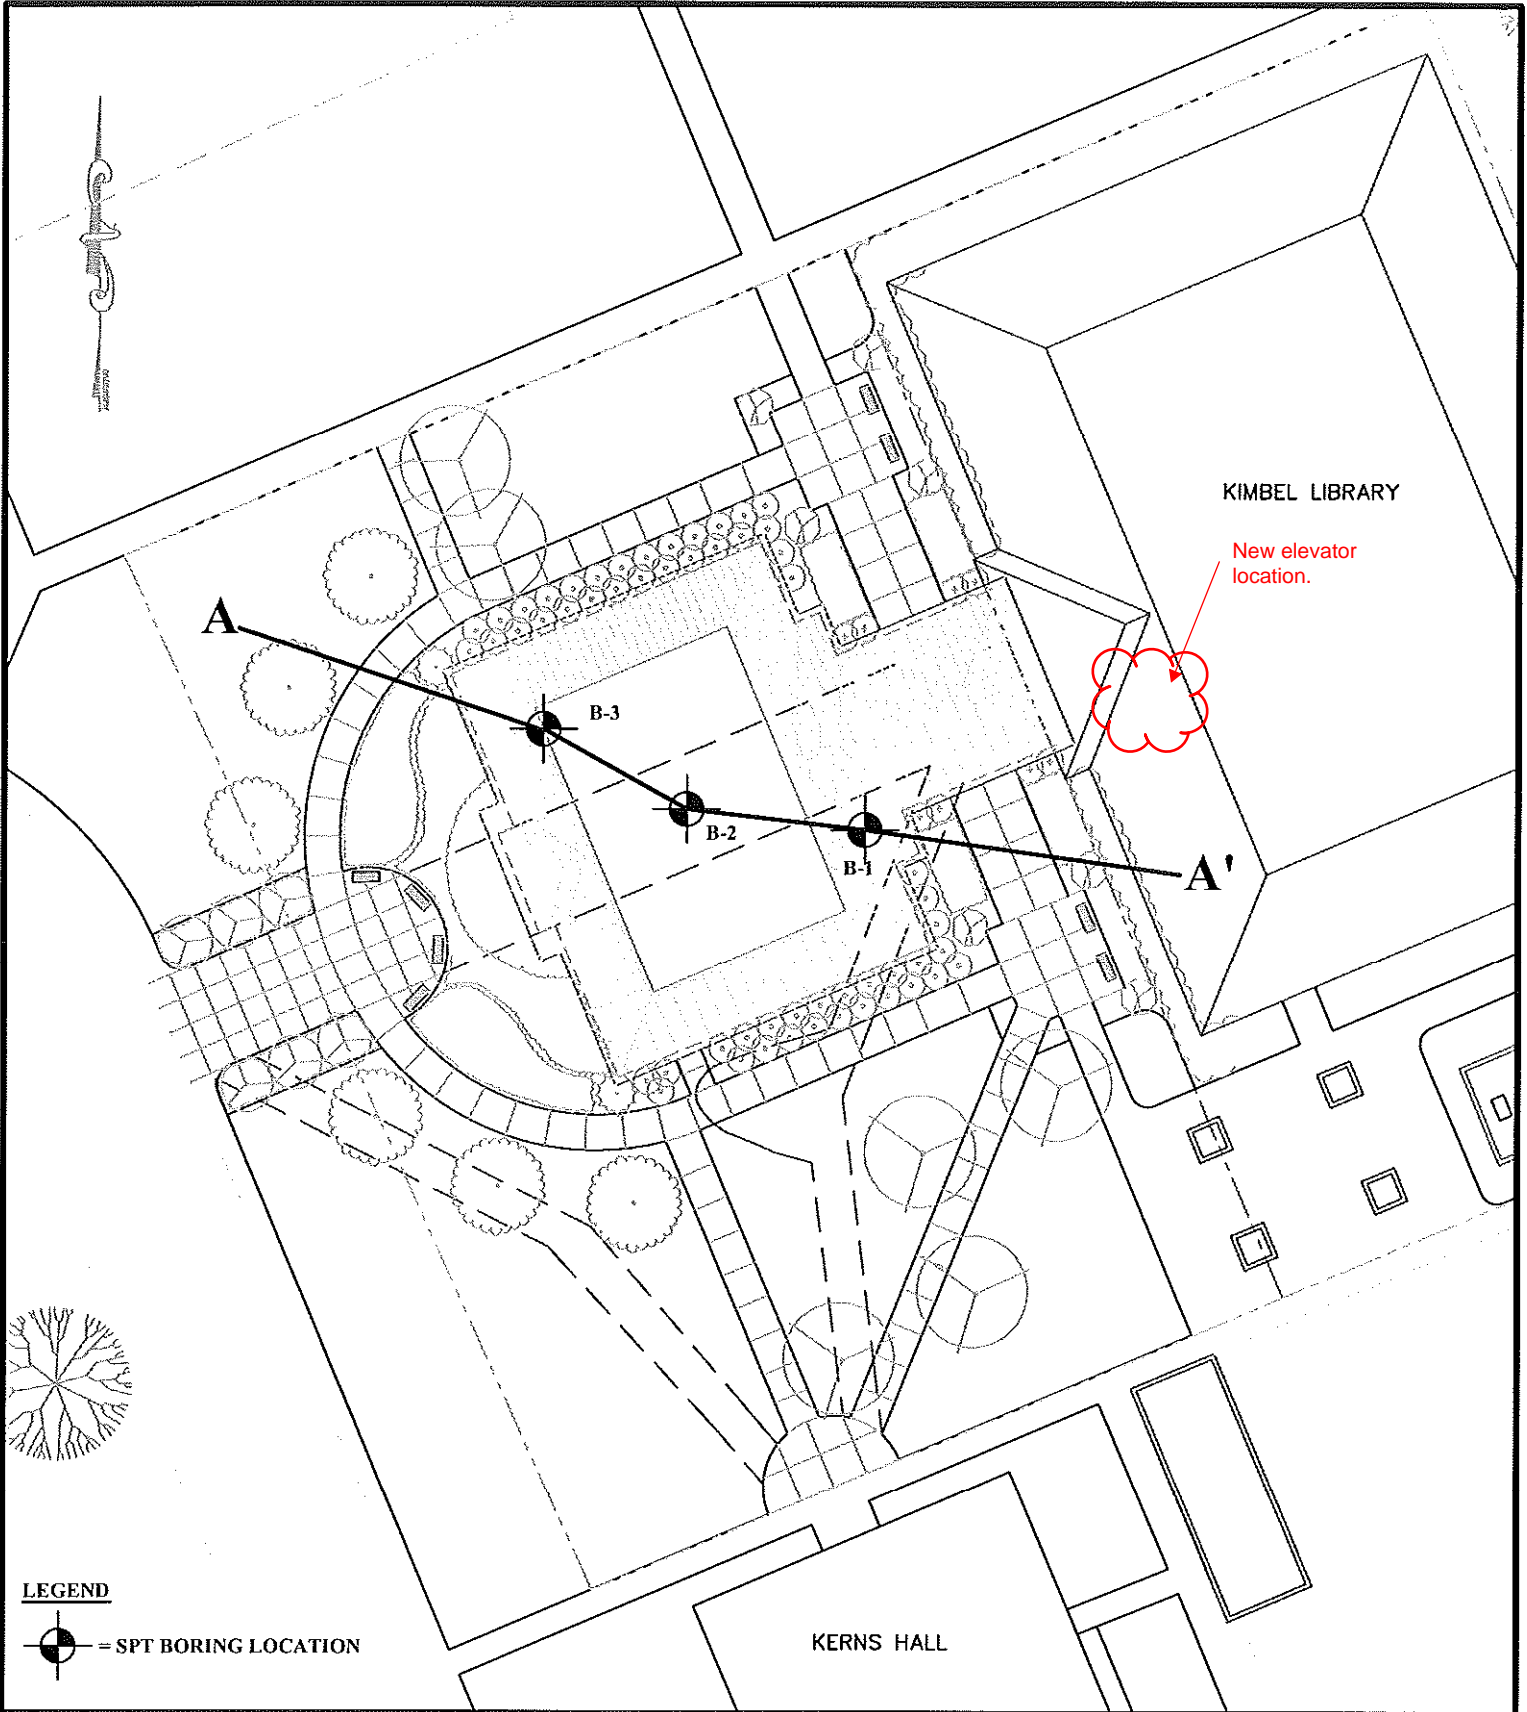 KIMBEL LIBRARY
New elevator
location.
A
B-3
B-2
B-1
A'
LEGEND
= SPT BORING LOCATION
KERNS HALL